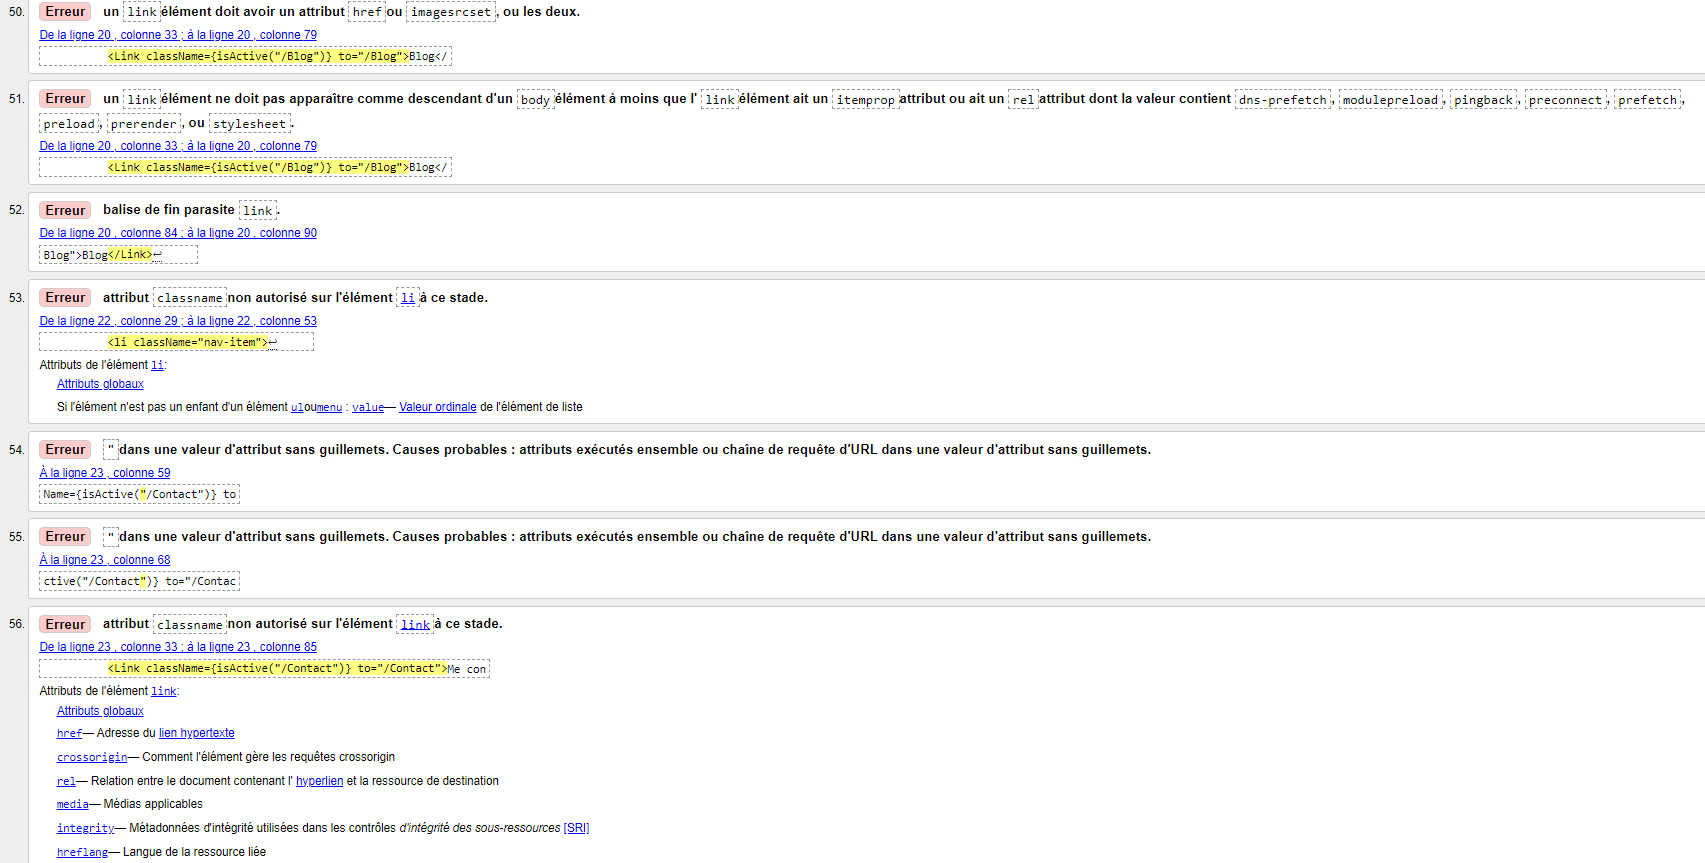 50. Erreur un link élément doit avoir un attribut href ou imagesrcset, ou les deux.
De la ligne 20 , colonne 33 ; à la ligne 20 , colonne 79
<Link className={isActive("/Blog")} to="/Blog">Blog</
51. Erreur un link élément ne doit pas apparaître comme descendant d'un body élément à moins que l' link élément ait un itemprop attribut ou ait un rel attribut dont la valeur contient dns-prefetch, modulepreload, pingback, preconnect, prefetch,
preload, prerender, ou stylesheet.
De la ligne 20 , colonne 33 ; à la ligne 20 , colonne 79
<Link className={isActive("/Blog")} to="/Blog">Blog</
52. Erreur balise de fin parasite link.
De la ligne 20 , colonne 84 ; à la ligne 20 , colonne 90
Blog">Blog</Link>↩
53. Erreur attribut classname non autorisé sur l'élément li à ce stade.
De la ligne 22 , colonne 29 ; à la ligne 22 , colonne 53
<li className="nav-item">↩
Attributs de l'élément li:
Attributs globaux
Si l'élément n'est pas un enfant d'un élément uloumenu : value— Valeur ordinale de l'élément de liste
54. Erreur " dans une valeur d'attribut sans guillemets. Causes probables : attributs exécutés ensemble ou chaîne de requête d'URL dans une valeur d'attribut sans guillemets.
À la ligne 23 , colonne 59
Name={isActive("/Contact")} to
55. Erreur " dans une valeur d'attribut sans guillemets. Causes probables : attributs exécutés ensemble ou chaîne de requête d'URL dans une valeur d'attribut sans guillemets.
À la ligne 23 , colonne 68
ctive("/Contact")} to="/Contac
56. Erreur attribut classname non autorisé sur l'élément link à ce stade.
De la ligne 23 , colonne 33 ; à la ligne 23 , colonne 85
<Link className={isActive("/Contact")} to="/Contact">Me con
Attributs de l'élément link:
Attributs globaux
href— Adresse du lien hypertexte
crossorigin— Comment l'élément gère les requêtes crossorigin
rel— Relation entre le document contenant l' hyperlien et la ressource de destination
media— Médias applicables
integrity— Métadonnées d'intégrité utilisées dans les contrôles d'intégrité des sous-ressources [SRI]
hreflang— Langue de la ressource liée